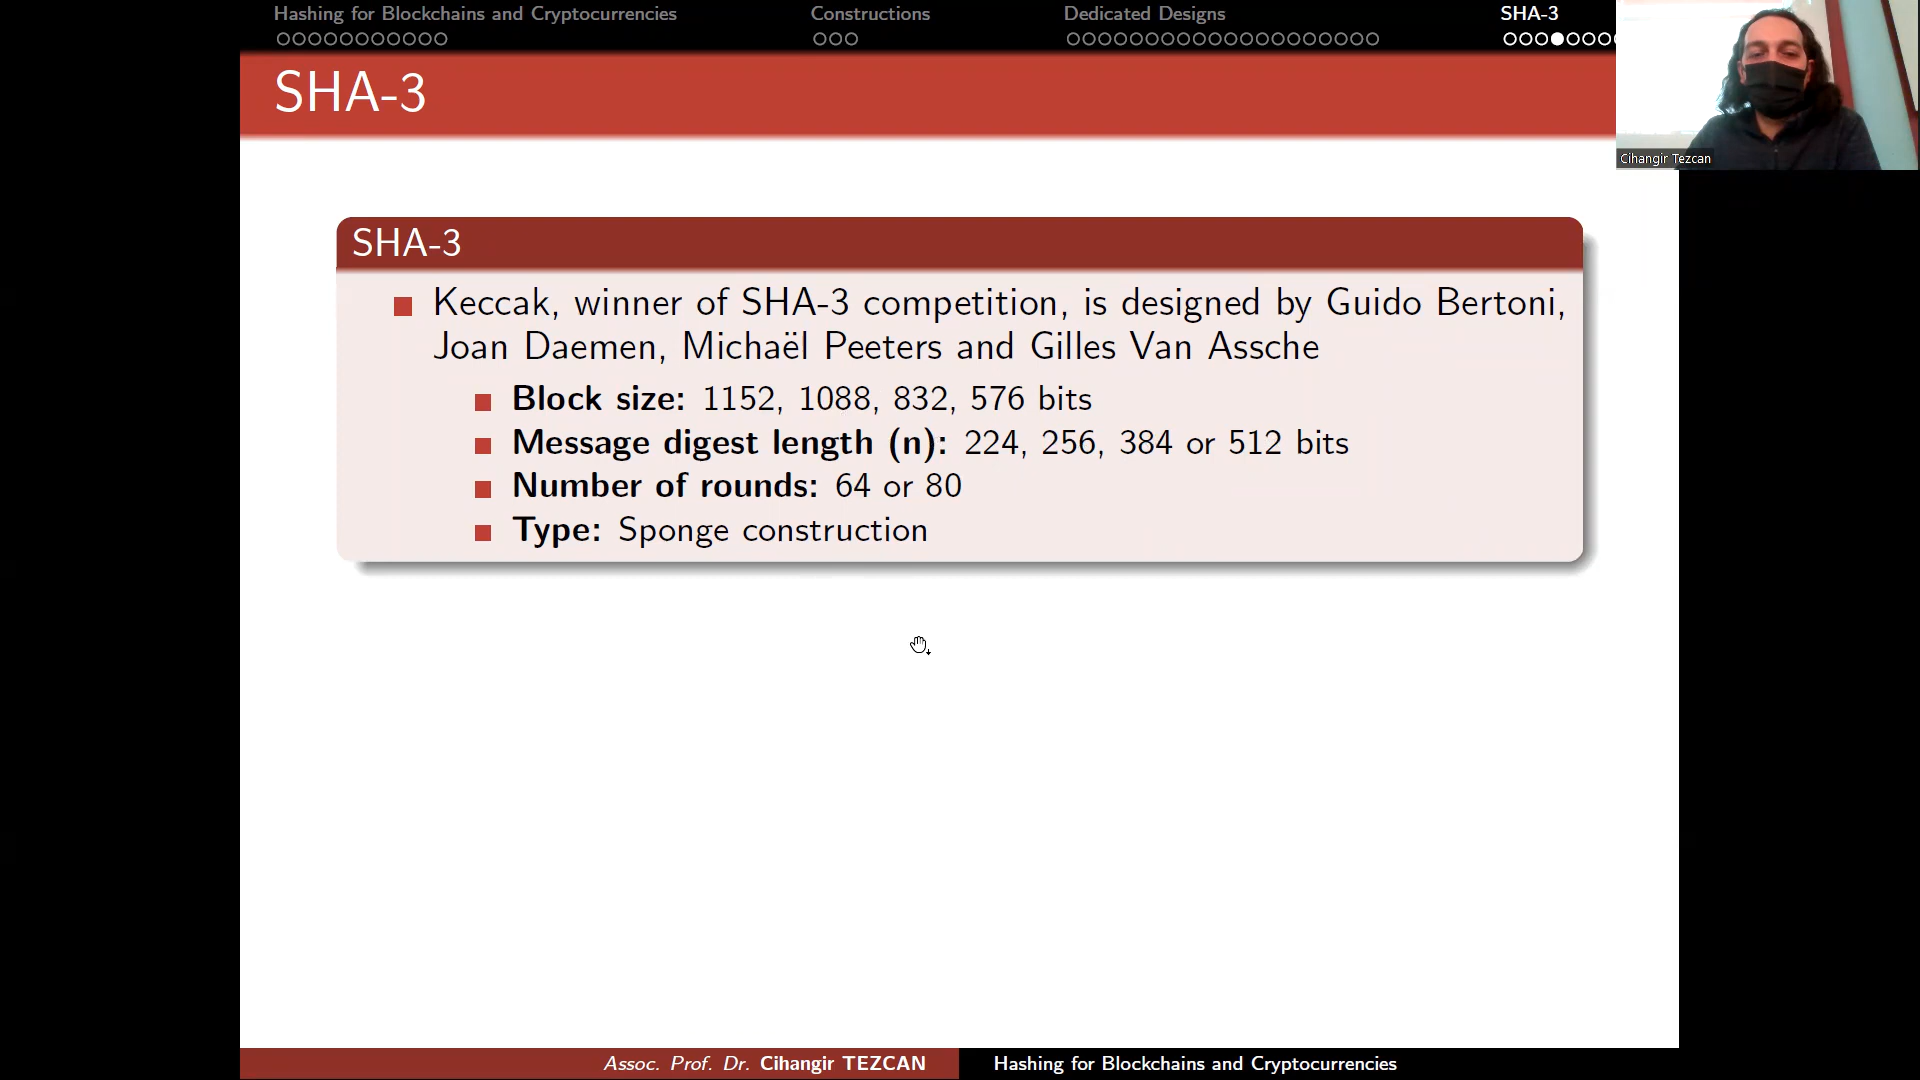 Hashing for Blockchains and Cryptocurrencies
Constructions
Dedicated Designs
SHA-3
SHA-3
Cihangir Tezcan
SHA-3
Keccak, winner of SHA-3 competition, is designed by Guido Bertoni,
Joan Daemen, Michaël Peeters and Gilles Van Assche
Block size: 1152, 1088, 832, 576 bits
Message digest length (n): 224, 256, 384 or 512 bits
Number of rounds: 64 or 80
Type: Sponge construction
Assoc. Prof. Dr. Cihangir TEZCAN
Hashing for Blockchains and Cryptocurrencies